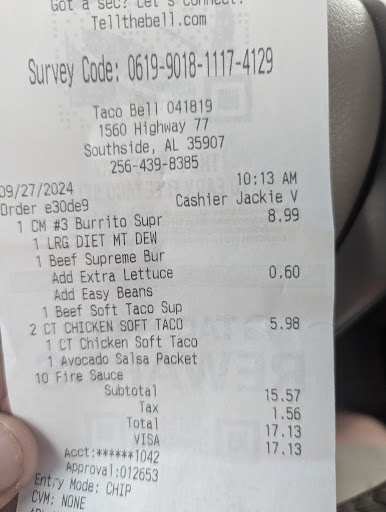 Got a sec? Let's connect.
Tellthebell.com
Survey Code: 0619-9018-1117-4129
Taco Bell 041819
1560 Highway 77
Southside, AL 35907
256-439-8385
09/27/2024 10:13 AM
Order e30de9 Cashier Jackie V
1 CM #3 Burrito Supr 8.99
1 LRG DIET MT DEW
1 Beef Supreme Bur
Add Extra Lettuce 0.60
Add Easy Beans
1 Beef Soft Taco Sup
2 CT CHICKEN SOFT TACO 5.98
1 CT Chicken Soft Taco
1 Avocado Salsa Packet
10 Fire Sauce
Subtotal 15.57
Tax 1.56
Total 17.13
VISA 17.13
Acct:******1042
Approval:012653
Entry Mode: CHIP
CVM: NONE